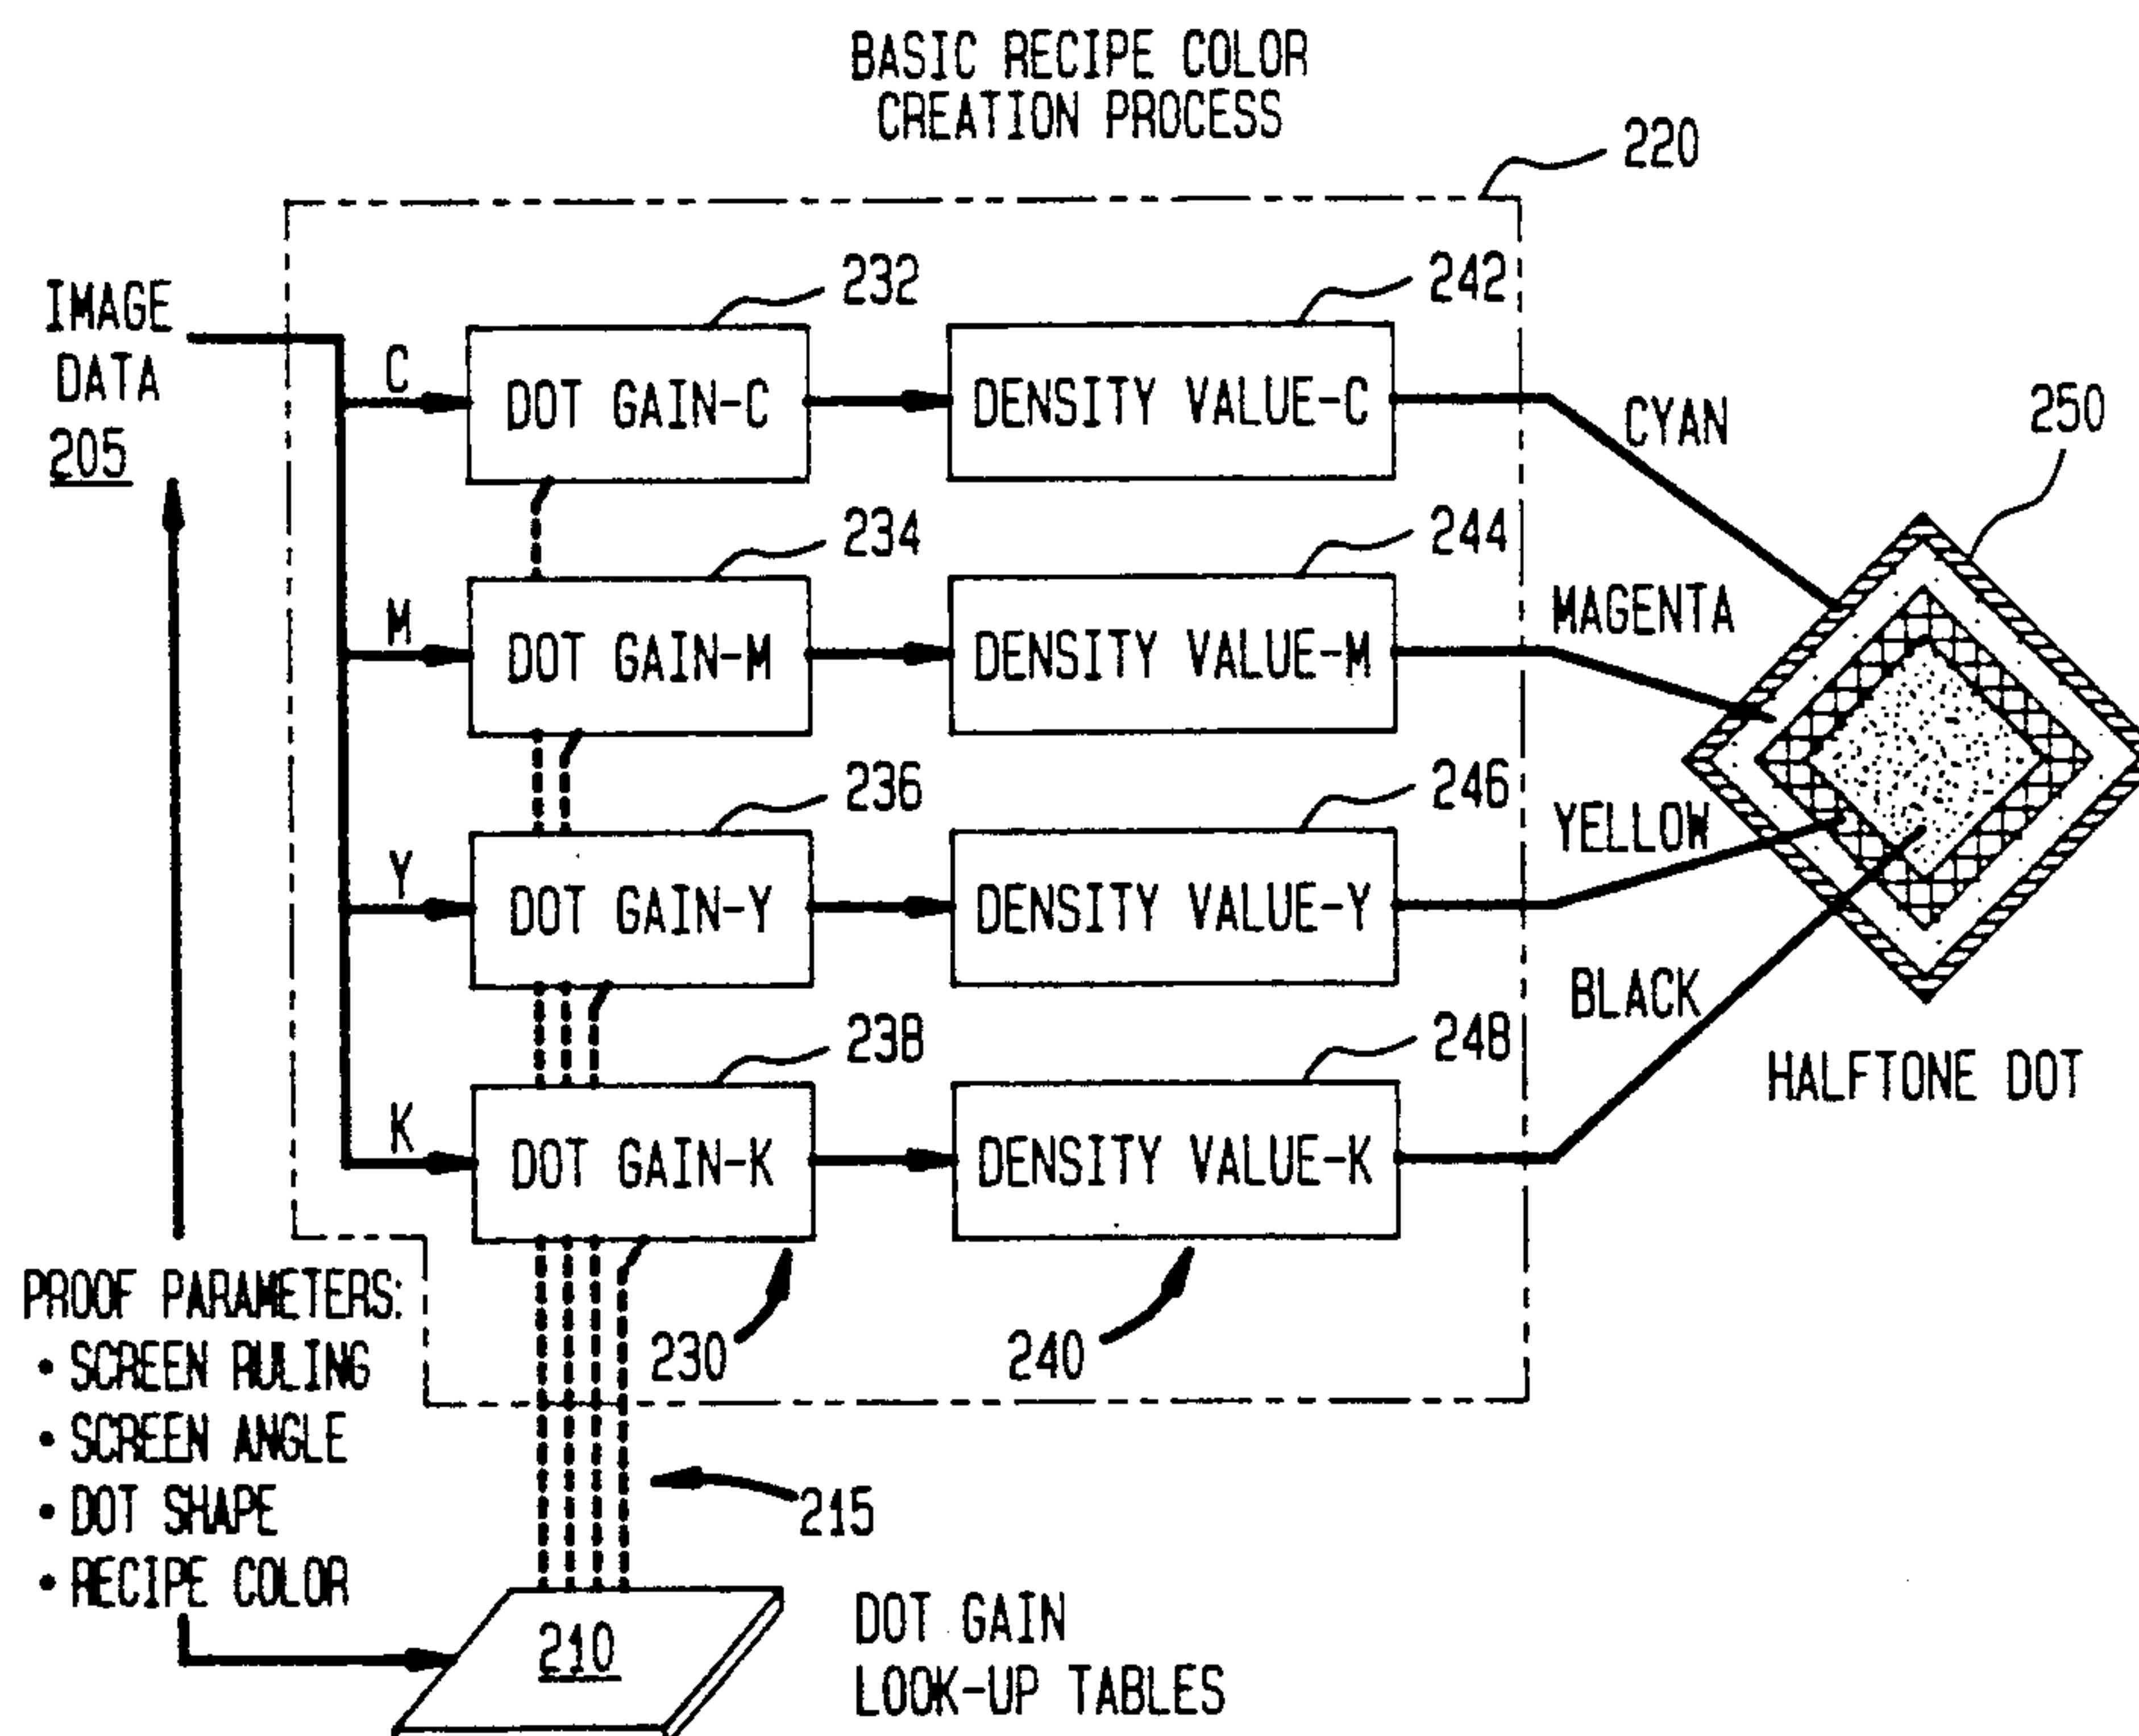 BASIC RECIPE COLOR
CREATION PROCESS
220
IMAGE
DATA
205
232
242
C
DOT GAIN-C
DENSITY VALUE-C
CYAN
250
234
244
M
DOT GAIN-M
DENSITY VALUE-M
MAGENTA
236
246
Y
DOT GAIN-Y
DENSITY VALUE-Y
YELLOW
238
248
K
DOT GAIN-K
DENSITY VALUE-K
BLACK
HALFTONE DOT
PROOF PARAMETERS:
• SCREEN RULING
• SCREEN ANGLE
• DOT SHAPE
• RECIPE COLOR
230
240
215
210
DOT GAIN
LOOK-UP TABLES